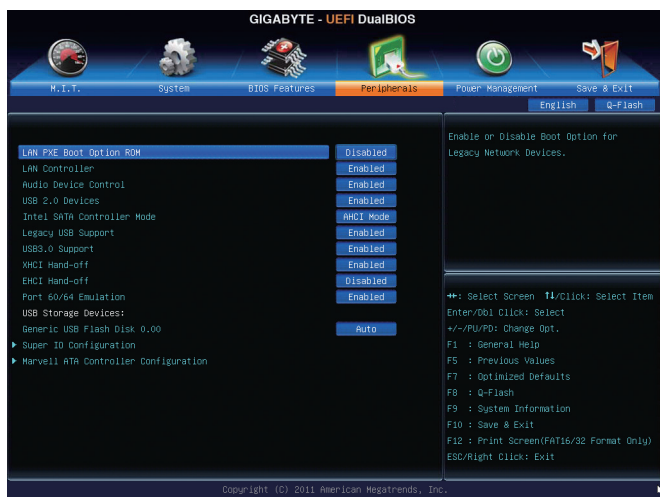 GIGABYTE - UEFI DualBIOS
M.I.T. System BIOS Features Peripherals Power Management Save & Exit
English Q-Flash
LAN PXE Boot Option ROM Disabled
LAN Controller Enabled
Audio Device Control Enabled
USB 2.0 Devices Enabled
Intel SATA Controller Mode AHCI Mode
Legacy USB Support Enabled
USB3.0 Support Enabled
XHCI Hand-off Enabled
EHCI Hand-off Disabled
Port 60/64 Emulation Enabled
USB Storage Devices:
Generic USB Flash Disk 0.00 Auto
Super IO Configuration
Marvell ATA Controller Configuration
Enable or Disable Boot Option for
Legacy Network Devices.
→←: Select Screen ↑↓/Click: Select Item
Enter/Dbl Click: Select
+/-/PU/PD: Change Opt.
F1 : General Help
F5 : Previous Values
F7 : Optimized Defaults
F8 : Q-Flash
F9 : System Information
F10 : Save & Exit
F12 : Print Screen(FAT16/32 Format Only)
ESC/Right Click: Exit
Copyright (C) 2011 American Megatrends, Inc.